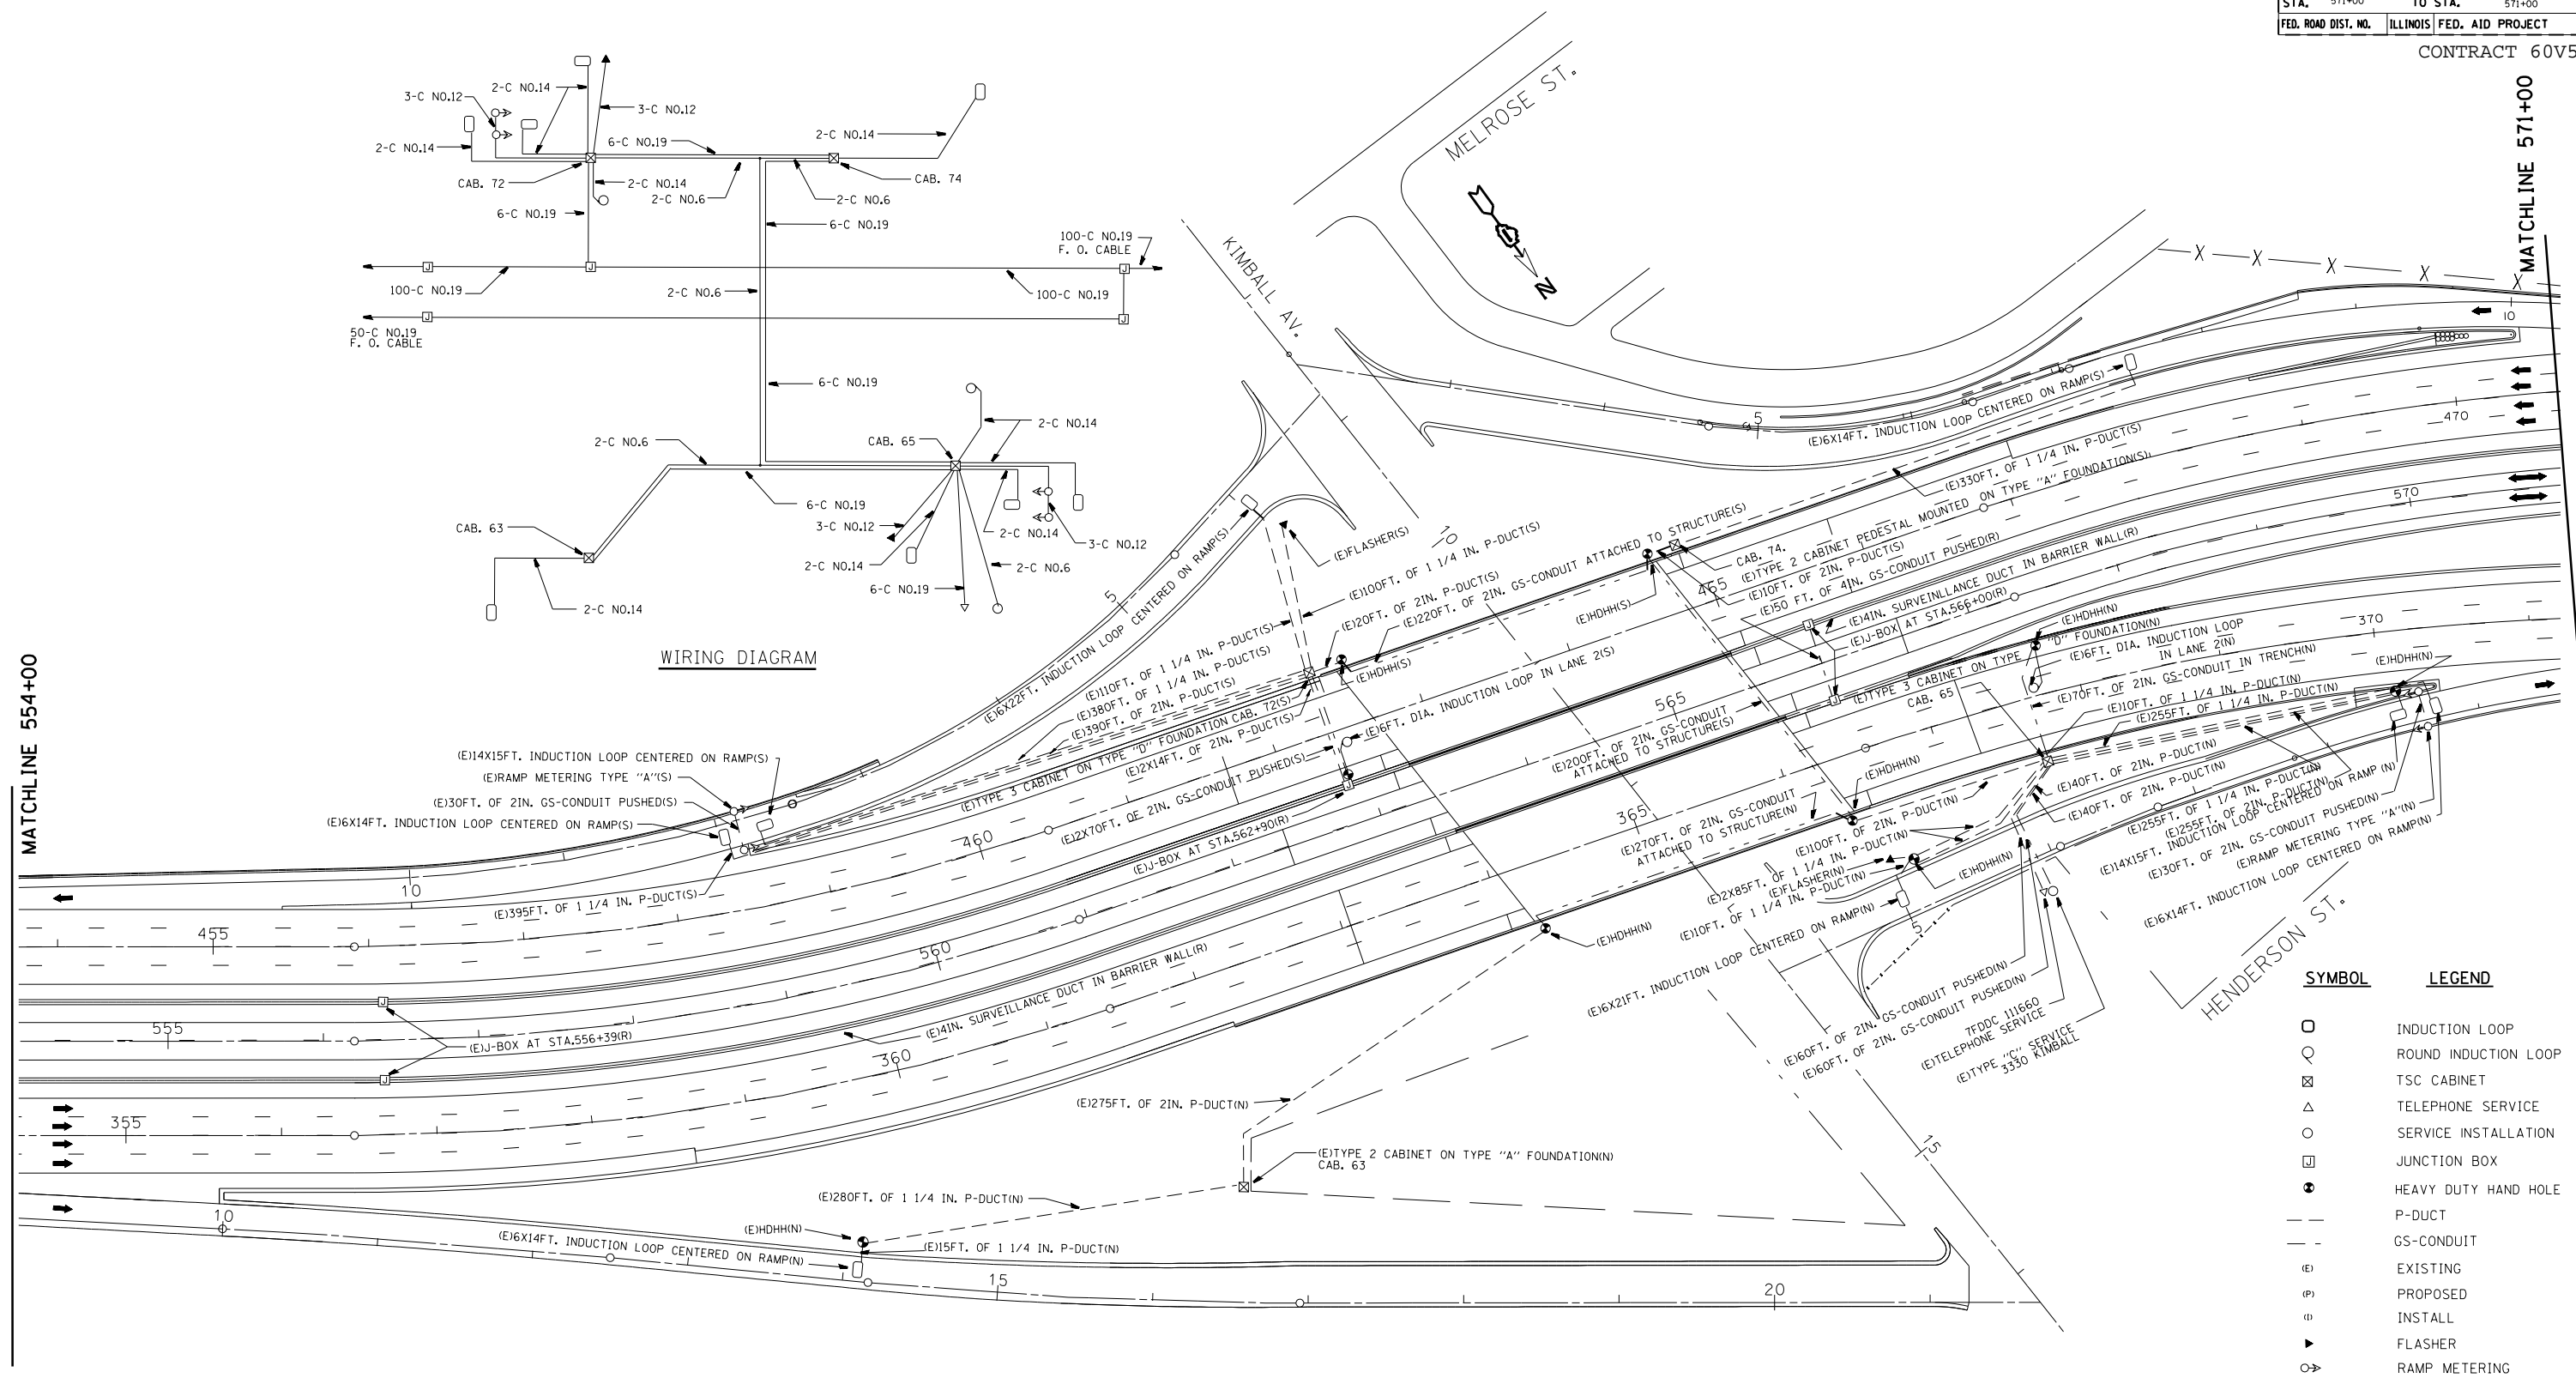 STA. 571+00 TO STA. 571+00
FED. ROAD DIST. NO. ILLINOIS FED. AID PROJECT
CONTRACT 60V5
MATCHLINE 571+00
MELROSE ST.
KIMBALL AV.
N
3-C NO.12
2-C NO.14
3-C NO.12
2-C NO.14
2-C NO.14
6-C NO.19
CAB. 72
2-C NO.14
CAB. 74
2-C NO.6
2-C NO.6
6-C NO.19
6-C NO.19
100-C NO.19
F. O. CABLE
100-C NO.19
2-C NO.6
100-C NO.19
50-C NO.19
F. O. CABLE
6-C NO.19
2-C NO.14
2-C NO.6
CAB. 65
6-C NO.19
3-C NO.12
2-C NO.14
3-C NO.12
CAB. 63
2-C NO.14
2-C NO.6
6-C NO.19
2-C NO.14
WIRING DIAGRAM
MATCHLINE 554+00
X X X X X
10
5
(E)6X14FT. INDUCTION LOOP CENTERED ON RAMP(S)
470
(E)330FT. OF 1 1/4 IN. P-DUCT(S)
570
(E)FLASHER(S)
10
(E)100FT. OF 1 1/4 IN. P-DUCT(S)
(E)20FT. OF 2IN. P-DUCT(S)
(E)220FT. OF 2IN. GS-CONDUIT ATTACHED TO STRUCTURE(S)
(E)HDHH(S)
465
CAB. 74.
(E)TYPE 2 CABINET PEDESTAL MOUNTED ON TYPE "A" FOUNDATION(S)
(E)10FT. OF 2IN. P-DUCT(S)
(E)50 FT. OF 4IN. GS-CONDUIT PUSHED(R)
(E)4IN. SURVEINLLANCE DUCT IN BARRIER WALL(R)
(E)J-BOX AT STA.566+00(R)
(E)HDHH(N)
(E)TYPE 3 CABINET ON TYPE "D" FOUNDATION(N)
CAB. 65
(E)6FT. DIA. INDUCTION LOOP
IN LANE 2(N)
370
(E)HDHH(N)
(E)70FT. OF 2IN. GS-CONDUIT IN TRENCH(N)
(E)10FT. OF 1 1/4 IN. P-DUCT(N)
(E)255FT. OF 1 1/4 IN. P-DUCT(N)
5
(E)6X22FT. INDUCTION LOOP CENTERED ON RAMP(S)
(E)110FT. OF 1 1/4 IN. P-DUCT(S)
(E)380FT. OF 1 1/4 IN. P-DUCT(S)
(E)390FT. OF 2IN. P-DUCT(S)
(E)TYPE 3 CABINET ON TYPE "D" FOUNDATION CAB. 72(S)
(E)2X14FT. OF 2IN. P-DUCT(S)
(E)HDHH(S)
(E)6FT. DIA. INDUCTION LOOP IN LANE 2(S)
(E)2X70FT. OF 2IN. GS-CONDUIT PUSHED(S)
(E)J-BOX AT STA.562+90(R)
565
(E)200FT. OF 2IN. GS-CONDUIT
ATTACHED TO STRUCTURE(S)
365
(E)270FT. OF 2IN. GS-CONDUIT
ATTACHED TO STRUCTURE(N)
(E)HDHH(N)
(E)100FT. OF 2IN. P-DUCT(N)
(E)2X85FT. OF 1 1/4 IN. P-DUCT(N)
(E)FLASHER(N)
(E)10FT. OF 1 1/4 IN. P-DUCT(N)
(E)HDHH(N)
(E)40FT. OF 2IN. P-DUCT(N)
(E)40FT. OF 2IN. P-DUCT(N)
(E)255FT. OF 1 1/4 IN. P-DUCT(N)
(E)255FT. OF 2IN. P-DUCT(N)
(E)14X15FT. INDUCTION LOOP CENTERED ON RAMP (N)
(E)30FT. OF 2IN. GS-CONDUIT PUSHED(N)
(E)RAMP METERING TYPE "A"(N)
(E)6X14FT. INDUCTION LOOP CENTERED ON RAMP(N)
HENDERSON ST.
(E)14X15FT. INDUCTION LOOP CENTERED ON RAMP(S)
(E)RAMP METERING TYPE "A"(S)
(E)30FT. OF 2IN. GS-CONDUIT PUSHED(S)
(E)6X14FT. INDUCTION LOOP CENTERED ON RAMP(S)
10
(E)395FT. OF 1 1/4 IN. P-DUCT(S)
460
455
560
555
(E)J-BOX AT STA.556+39(R)
(E)4IN. SURVEILLANCE DUCT IN BARRIER WALL(R)
360
355
(E)HDHH(N)
(E)6X21FT. INDUCTION LOOP CENTERED ON RAMP(N)
5
(E)60FT. OF 2IN. GS-CONDUIT PUSHED(N)
(E)60FT. OF 2IN. GS-CONDUIT PUSHED(N)
7FDDC 111660
(E)TELEPHONE SERVICE
(E)TYPE "C" SERVICE
3330 KIMBALL
15
(E)275FT. OF 2IN. P-DUCT(N)
(E)TYPE 2 CABINET ON TYPE "A" FOUNDATION(N)
CAB. 63
(E)280FT. OF 1 1/4 IN. P-DUCT(N)
10
(E)HDHH(N)
(E)15FT. OF 1 1/4 IN. P-DUCT(N)
(E)6X14FT. INDUCTION LOOP CENTERED ON RAMP(N)
15
20
SYMBOL LEGEND
INDUCTION LOOP
ROUND INDUCTION LOOP
TSC CABINET
TELEPHONE SERVICE
SERVICE INSTALLATION
J JUNCTION BOX
HEAVY DUTY HAND HOLE
P-DUCT
GS-CONDUIT
(E) EXISTING
(P) PROPOSED
(I) INSTALL
FLASHER
RAMP METERING